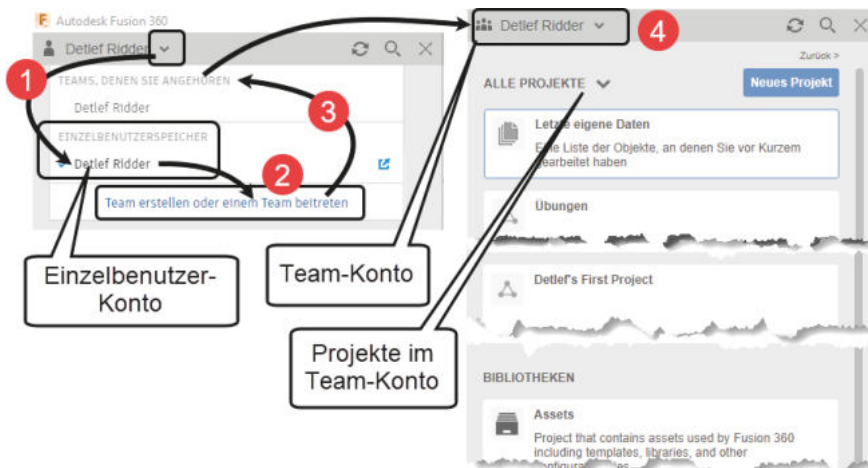 Autodesk Fusion 360
Detlef Ridder
1
TEAMS, DENEN SIE ANGEHÖREN
Detlef Ridder
3
EINZELBENUTZERSPEICHER
Detlef Ridder
2
Team erstellen oder einem Team beitreten
Einzelbenutzer-
Konto
Team-Konto
Projekte im
Team-Konto
Detlef Ridder
4
Zurück >
ALLE PROJEKTE
Neues Projekt
Letzte eigene Daten
Eine Liste der Objekte, an denen Sie vor Kurzem
gearbeitet haben
Übungen
Detlef's First Project
BIBLIOTHEKEN
Assets
Project that contains assets used by Fusion 360
including templates, libraries, and other